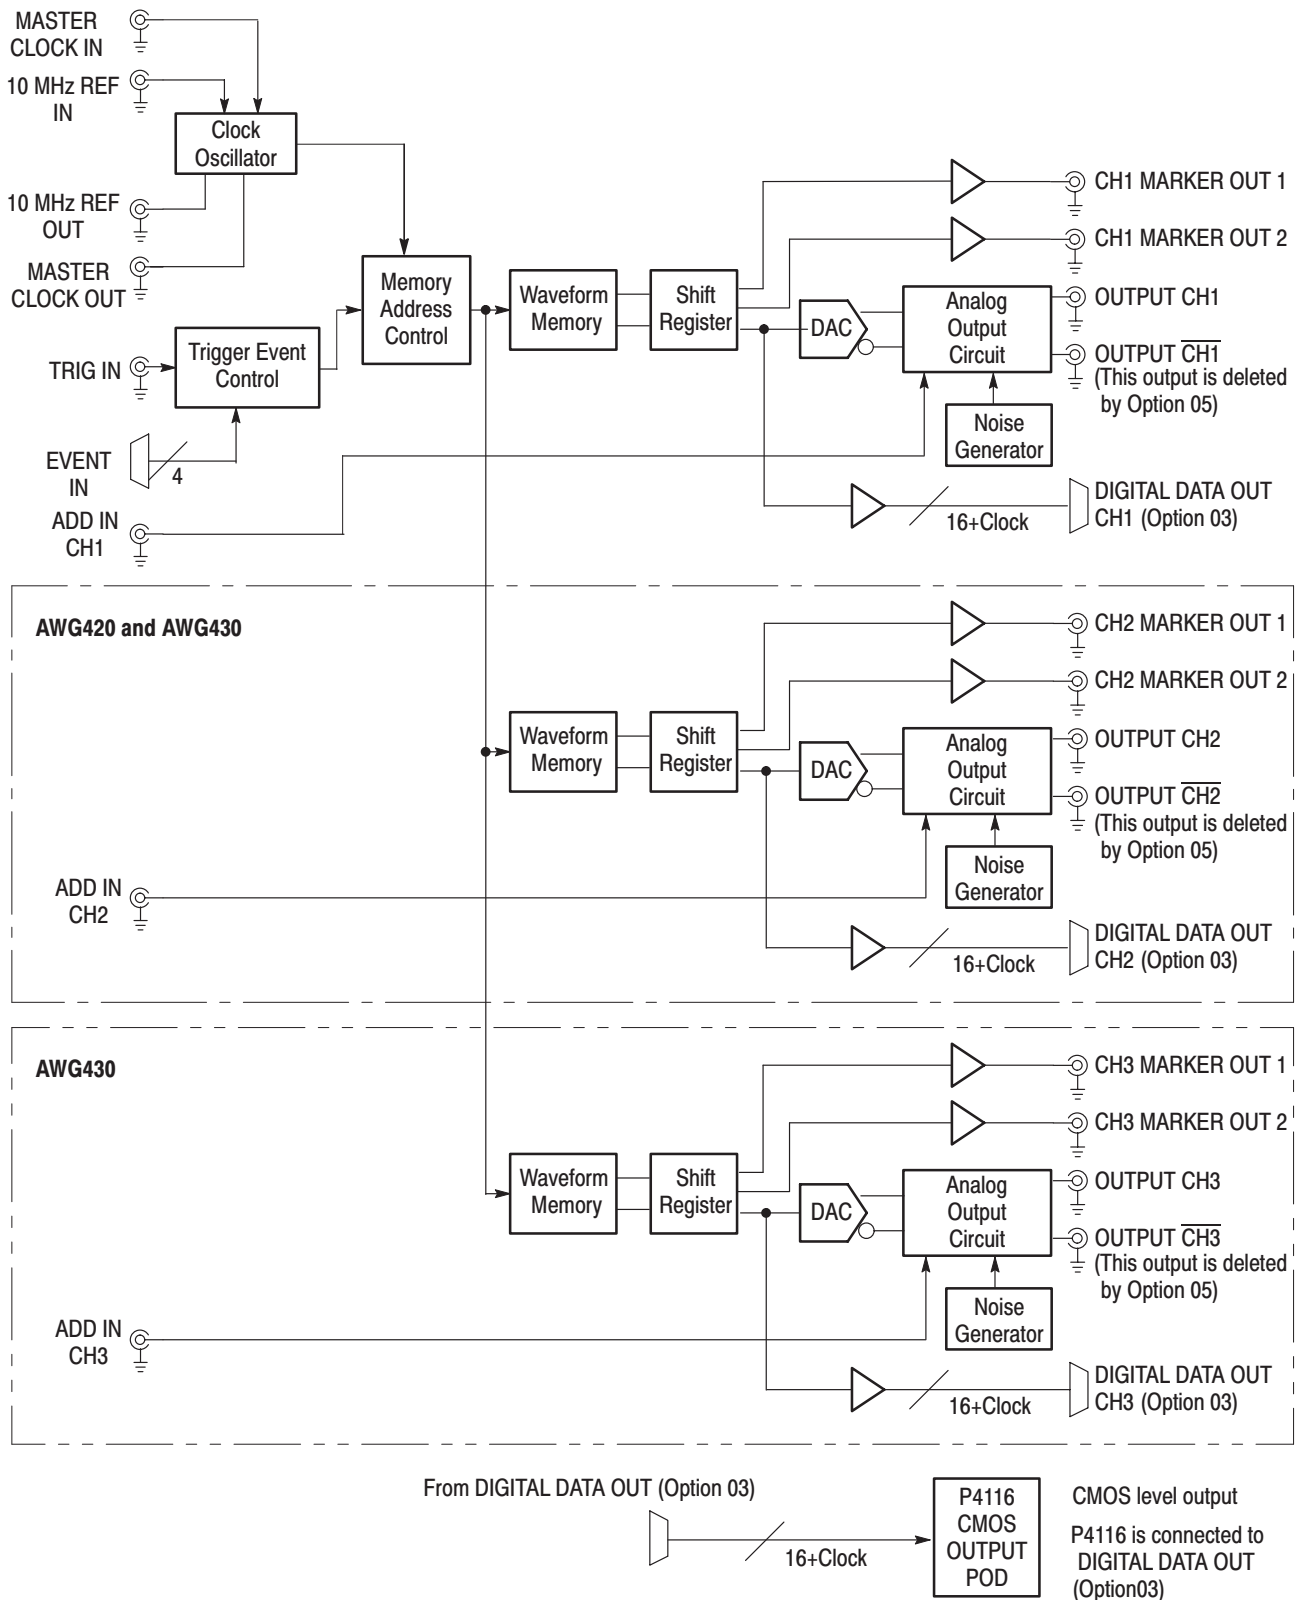 MASTER
CLOCK IN
10 MHz REF
IN
Clock
Oscillator
10 MHz REF
OUT
MASTER
CLOCK OUT
Memory
Address
Control
Trigger Event
Control
TRIG IN
EVENT
IN
4
ADD IN
CH1
Waveform
Memory
Shift
Register
DAC
Analog
Output
Circuit
Noise
Generator
CH1 MARKER OUT 1
CH1 MARKER OUT 2
OUTPUT CH1
OUTPUT C̅H̅1̅
(This output is deleted
by Option 05)
16+Clock
DIGITAL DATA OUT
CH1 (Option 03)
AWG420 and AWG430
Waveform
Memory
Shift
Register
DAC
Analog
Output
Circuit
Noise
Generator
CH2 MARKER OUT 1
CH2 MARKER OUT 2
OUTPUT CH2
OUTPUT C̅H̅2̅
(This output is deleted
by Option 05)
ADD IN
CH2
16+Clock
DIGITAL DATA OUT
CH2 (Option 03)
AWG430
Waveform
Memory
Shift
Register
DAC
Analog
Output
Circuit
Noise
Generator
CH3 MARKER OUT 1
CH3 MARKER OUT 2
OUTPUT CH3
OUTPUT C̅H̅3̅
(This output is deleted
by Option 05)
ADD IN
CH3
16+Clock
DIGITAL DATA OUT
CH3 (Option 03)
From DIGITAL DATA OUT (Option 03)
16+Clock
P4116
CMOS
OUTPUT
POD
CMOS level output
P4116 is connected to
DIGITAL DATA OUT
(Option03)